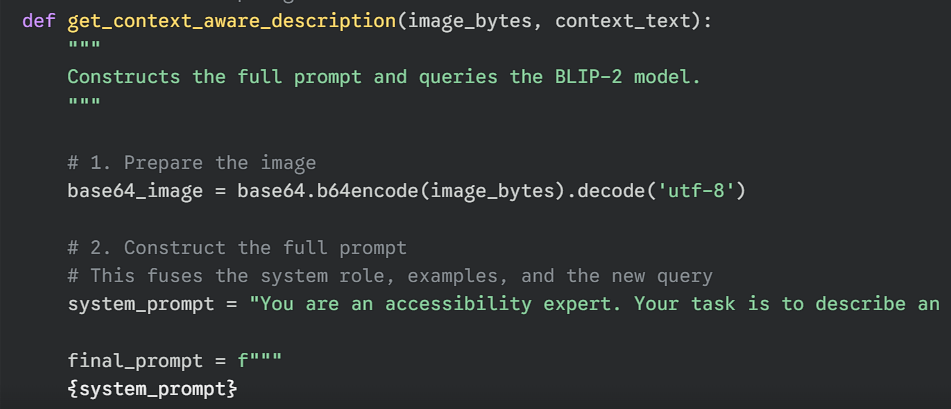 def get_context_aware_description(image_bytes, context_text):
"""
Constructs the full prompt and queries the BLIP-2 model.
"""
# 1. Prepare the image
base64_image = base64.b64encode(image_bytes).decode('utf-8')
# 2. Construct the full prompt
# This fuses the system role, examples, and the new query
system_prompt = "You are an accessibility expert. Your task is to describe an
final_prompt = f"""
{system_prompt}